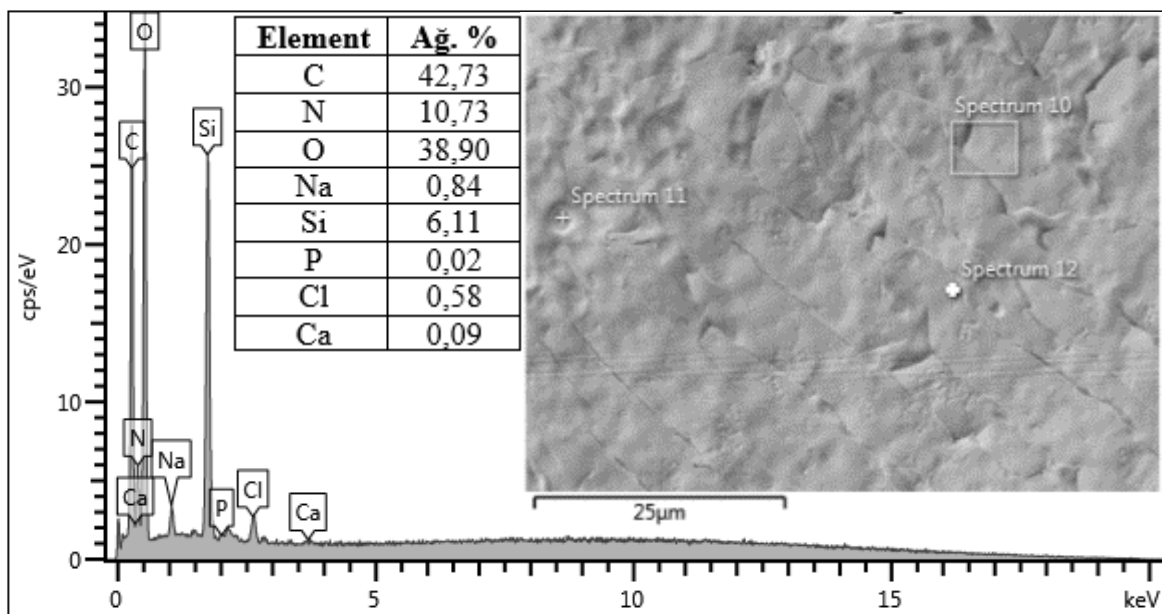 Element Ağ. %
C 42,73
N 10,73
O 38,90
Na 0,84
Si 6,11
P 0,02
Cl 0,58
Ca 0,09
cps/eV
30
20
10
0
O
C
Si
N
Na
Ca
P
Cl
Ca
0 5 10 15 keV
Spectrum 10
Spectrum 11
Spectrum 12
25µm